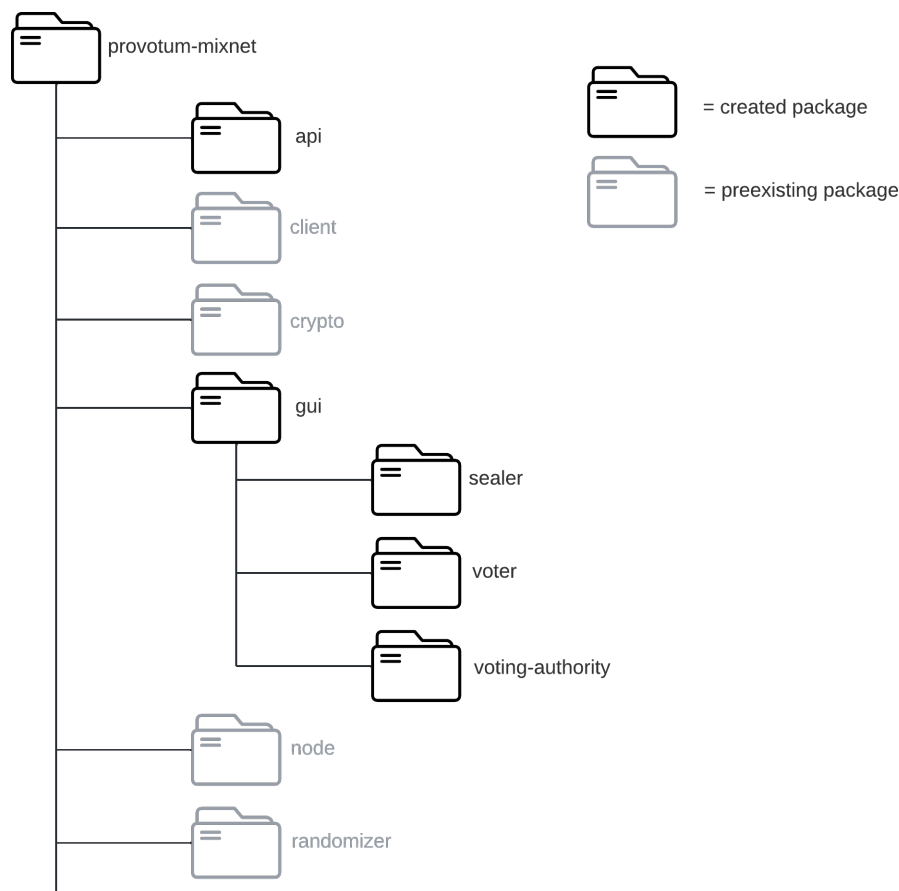 provotum-mixnet
api
= created package
client
= preexisting package
crypto
gui
sealer
voter
voting-authority
node
randomizer